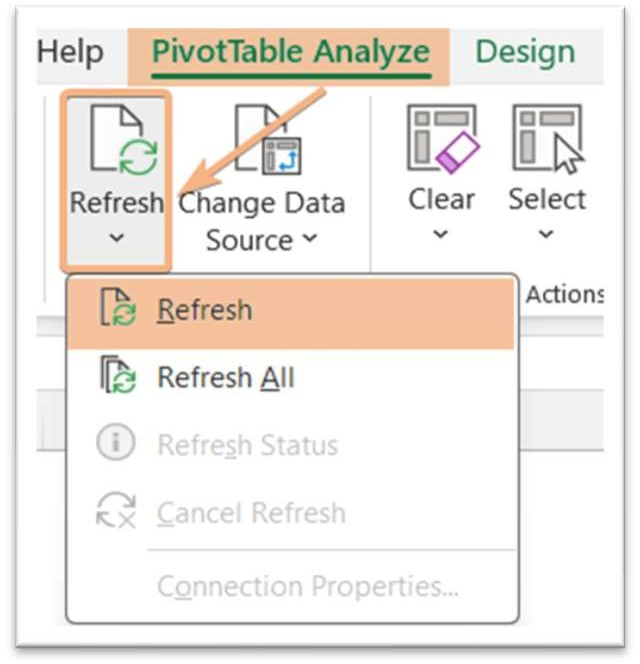 Help PivotTable Analyze Design
Refresh
Change Data
Source
Clear
Select
Actions
Refresh
Refresh All
Refresh Status
Cancel Refresh
Connection Properties...